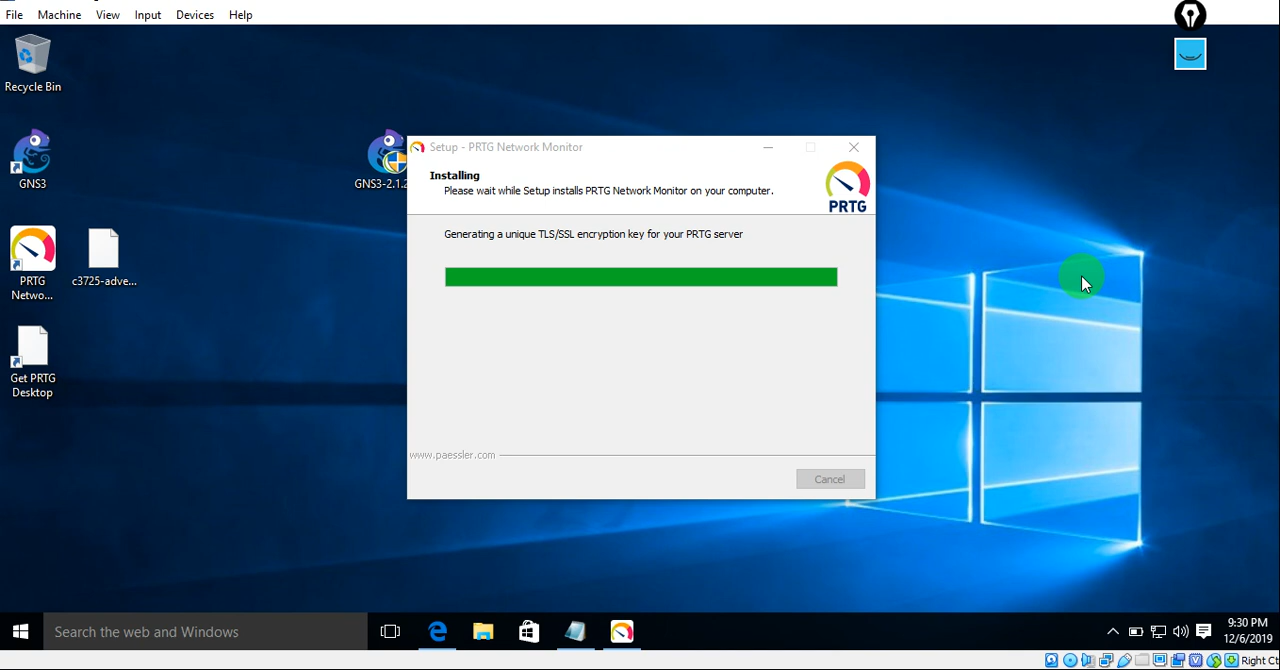 File Machine View Input Devices Help
Recycle Bin
GNS3
GNS3-2.1.2
PRTG
Netwo...
c3725-adve...
Get PRTG
Desktop
Setup - PRTG Network Monitor
Installing
Please wait while Setup installs PRTG Network Monitor on your computer.
PRTG
Generating a unique TLS/SSL encryption key for your PRTG server
www.paessler.com
Cancel
Search the web and Windows
9:30 PM
12/6/2019
Right Ct